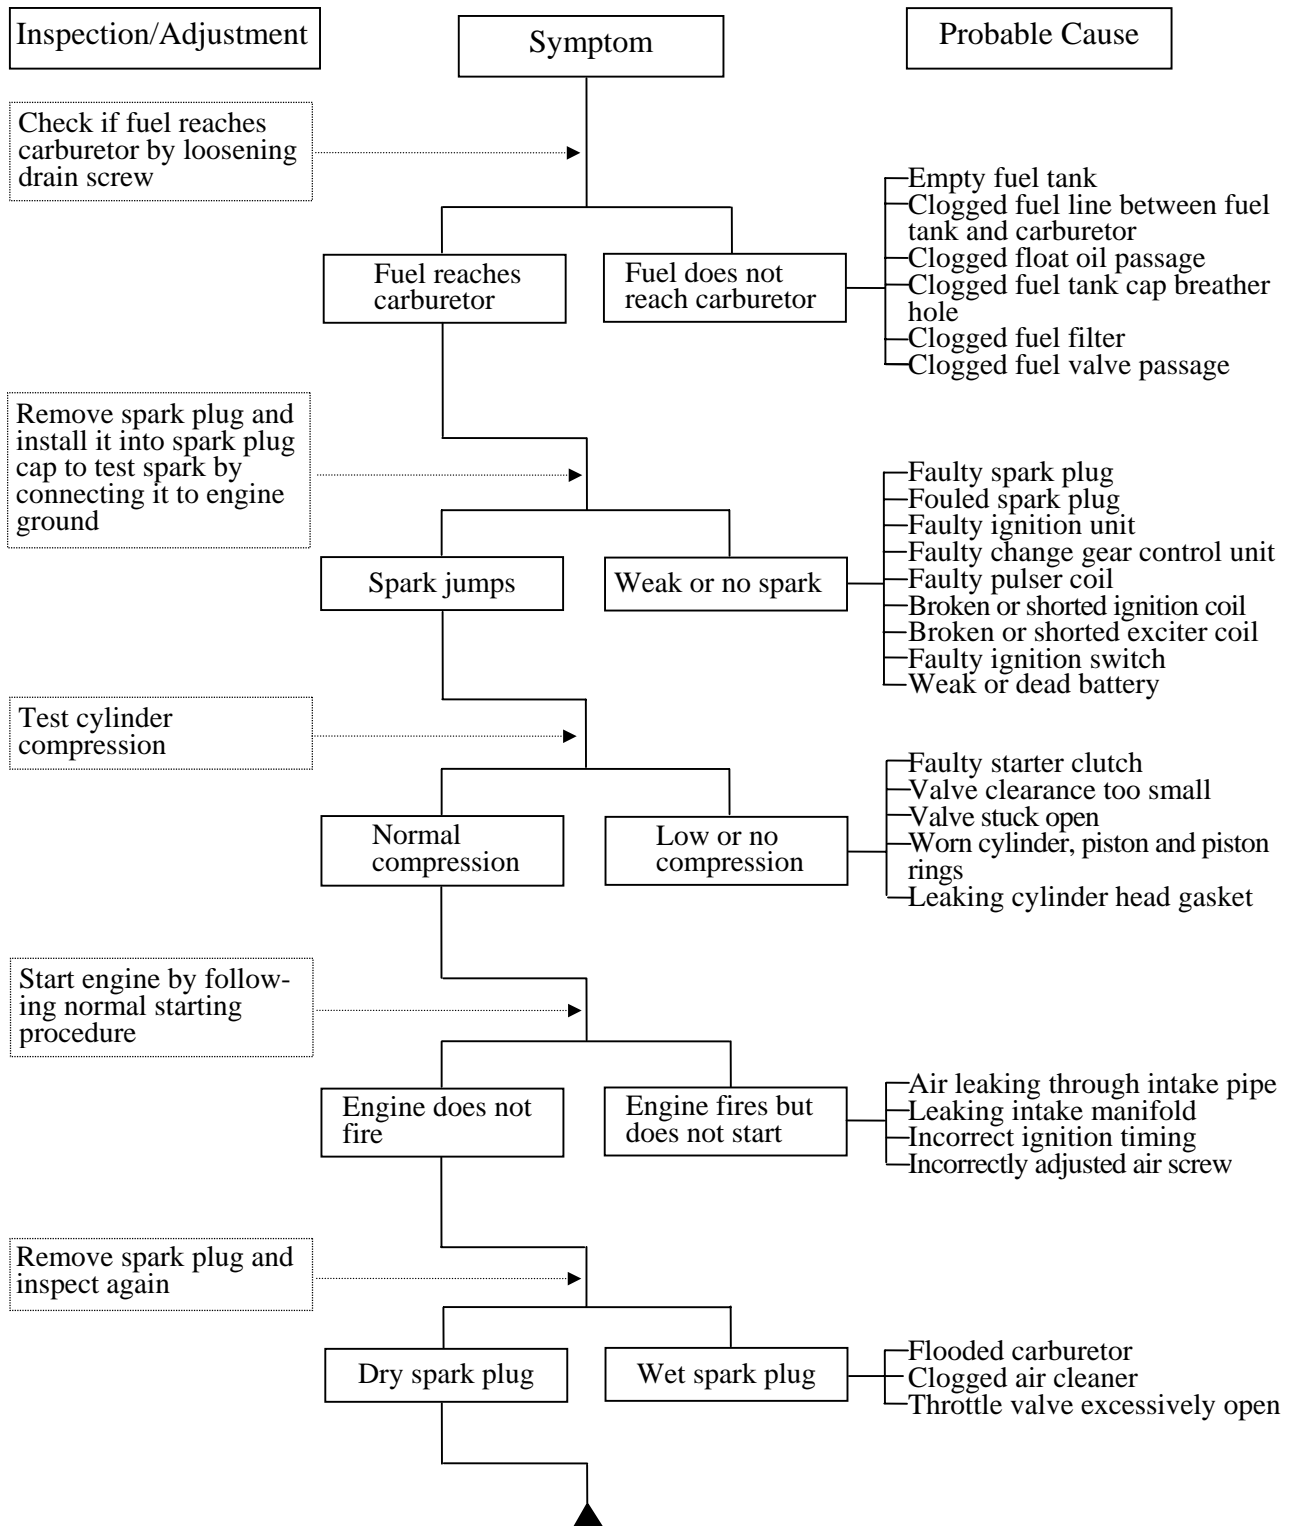 Inspection/Adjustment
Symptom
Probable Cause
Check if fuel reaches
carburetor by loosening
drain screw
Fuel reaches
carburetor
Fuel does not
reach carburetor
Empty fuel tank
Clogged fuel line between fuel
tank and carburetor
Clogged float oil passage
Clogged fuel tank cap breather
hole
Clogged fuel filter
Clogged fuel valve passage
Remove spark plug and
install it into spark plug
cap to test spark by
connecting it to engine
ground
Spark jumps
Weak or no spark
Faulty spark plug
Fouled spark plug
Faulty ignition unit
Faulty change gear control unit
Faulty pulser coil
Broken or shorted ignition coil
Broken or shorted exciter coil
Faulty ignition switch
Weak or dead battery
Test cylinder
compression
Normal
compression
Low or no
compression
Faulty starter clutch
Valve clearance too small
Valve stuck open
Worn cylinder, piston and piston
rings
Leaking cylinder head gasket
Start engine by follow-
ing normal starting
procedure
Engine does not
fire
Engine fires but
does not start
Air leaking through intake pipe
Leaking intake manifold
Incorrect ignition timing
Incorrectly adjusted air screw
Remove spark plug and
inspect again
Dry spark plug
Wet spark plug
Flooded carburetor
Clogged air cleaner
Throttle valve excessively open